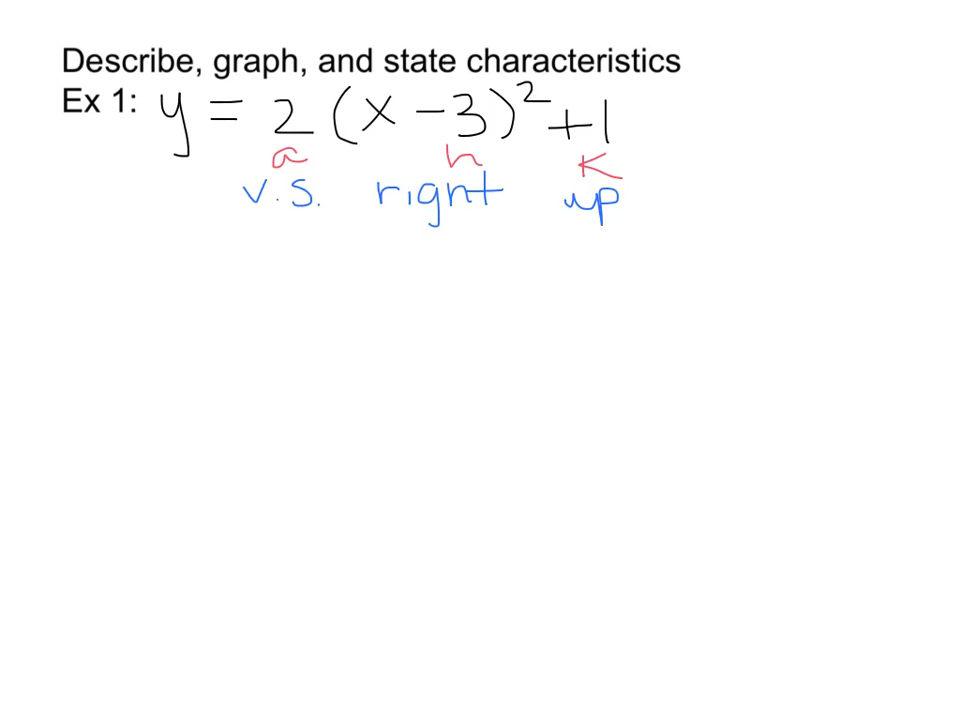 Describe, graph, and state characteristics
Ex 1: y = 2(x-3)²+1
a h k
v.s. right up